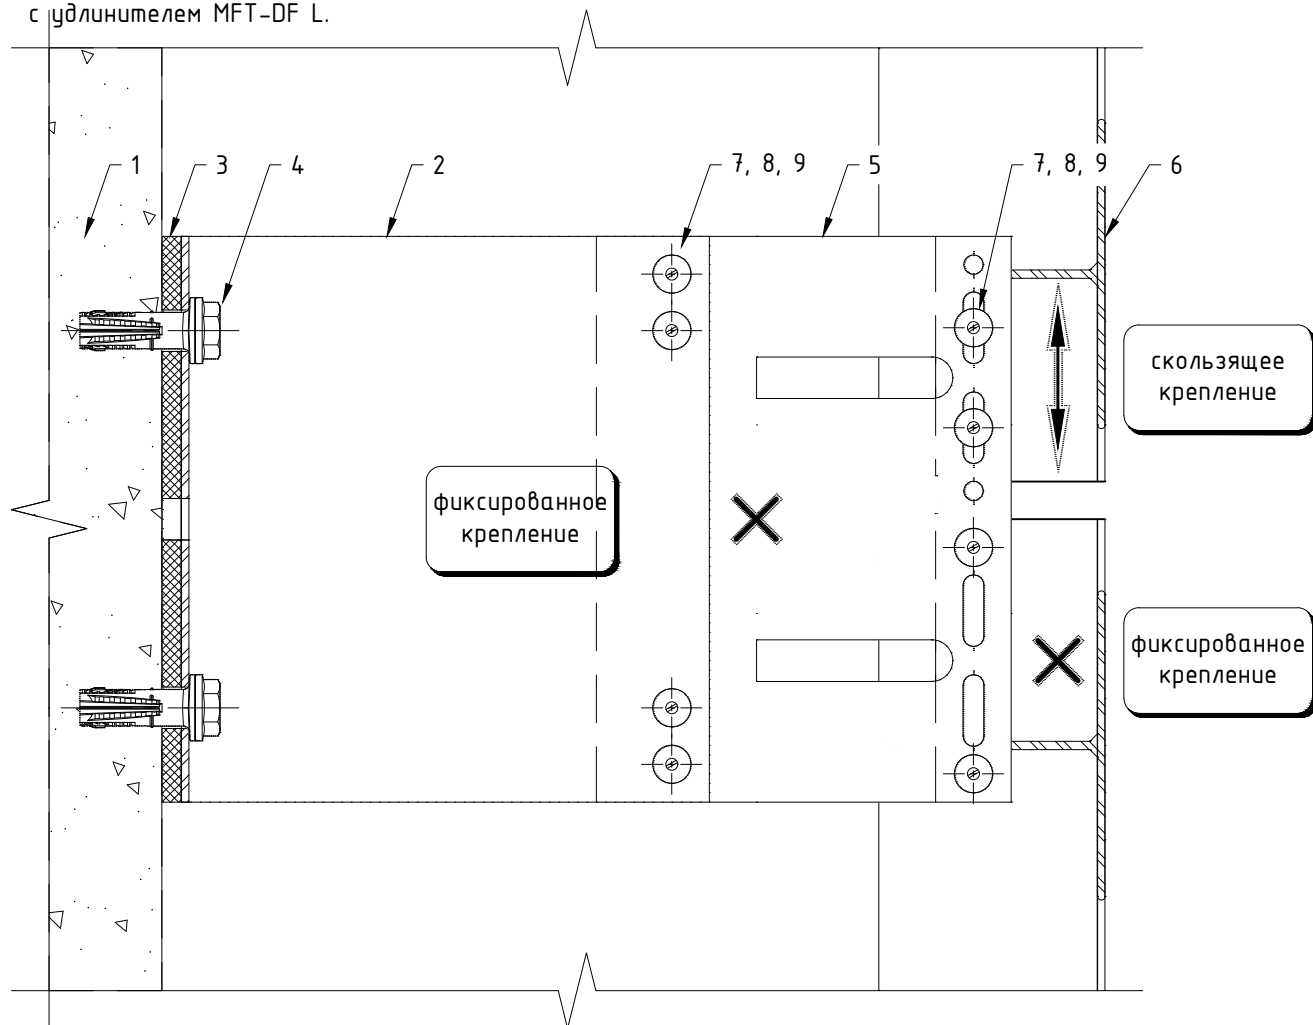 с удлинителем MFT-DF L.
1
3
4
2
7, 8, 9
5
7, 8, 9
6
скользящее
крепление
фиксированное
крепление
фиксированное
крепление